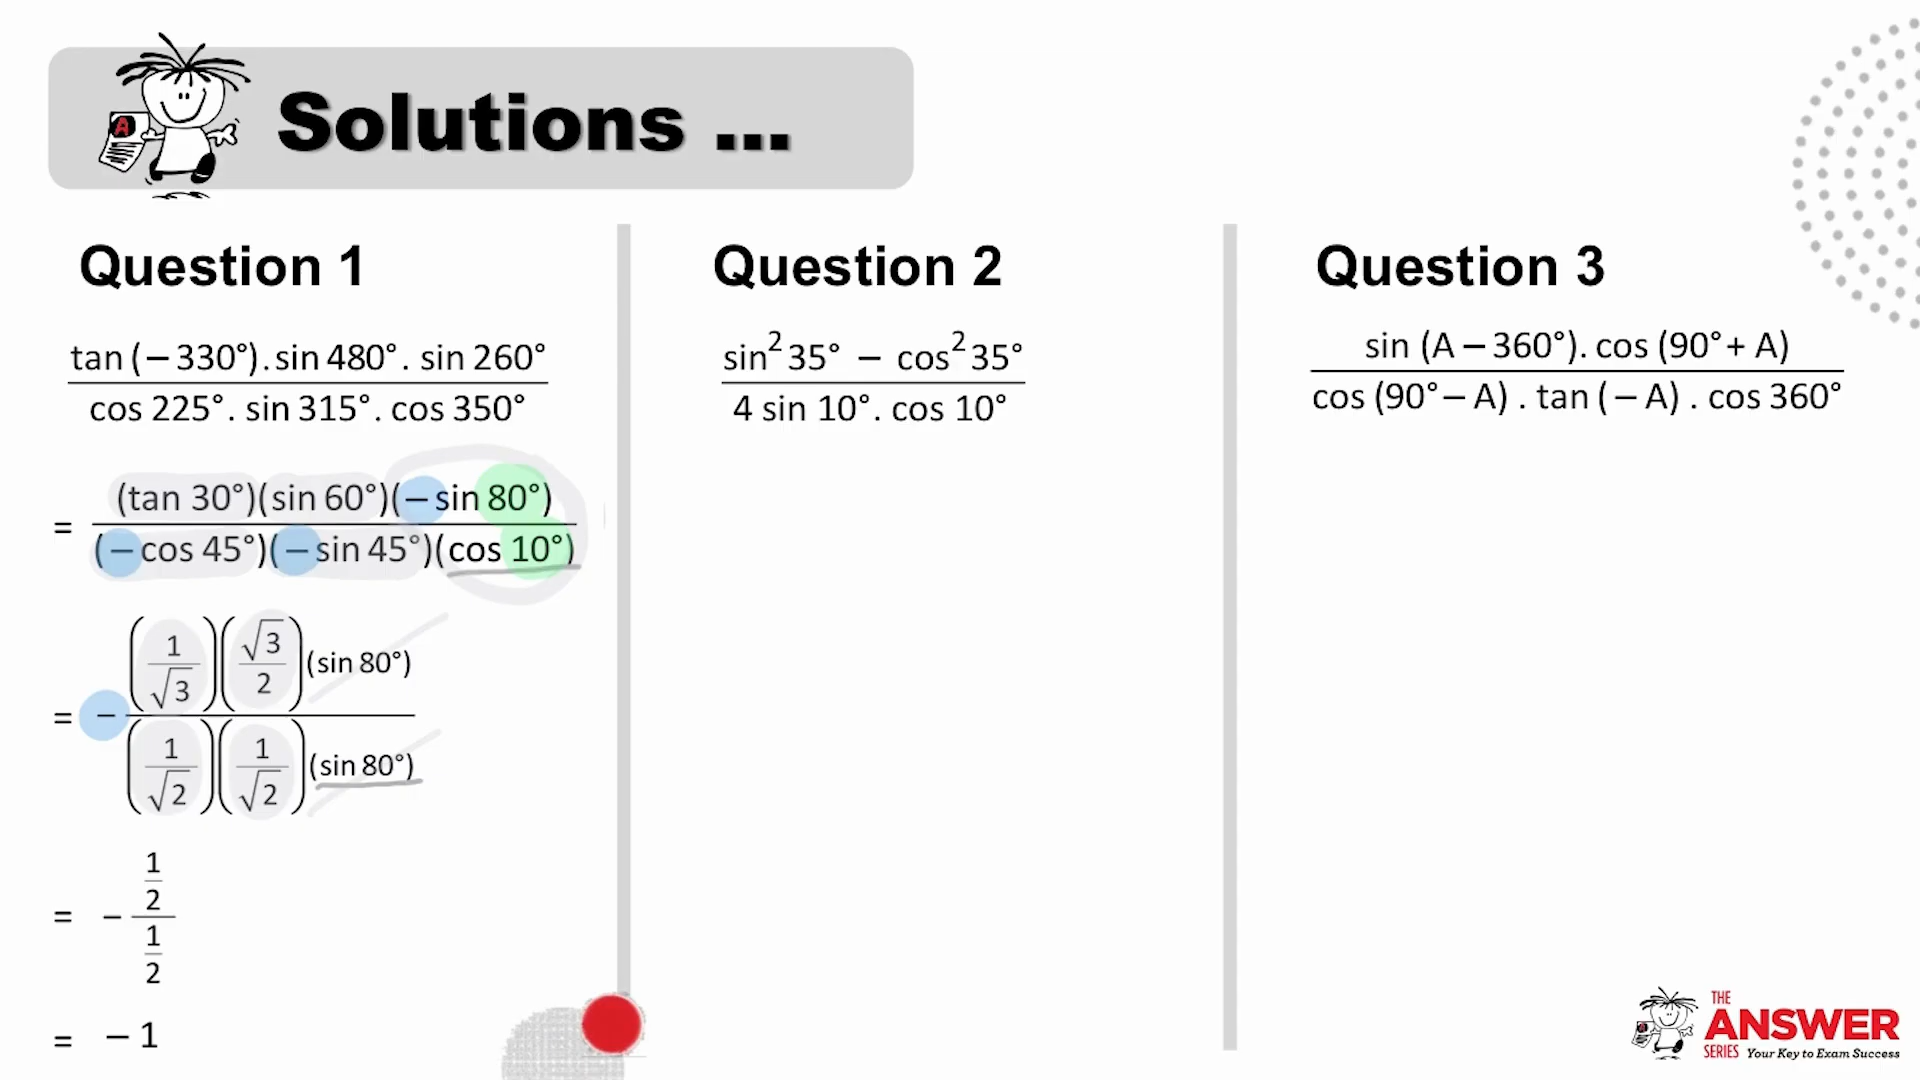 Solutions ...
Question 1
tan (−330°). sin 480°. sin 260°
cos 225°. sin 315°. cos 350°
= (tan 30°)(sin 60°)(−sin 80°)
(−cos 45°)(−sin 45°)(cos 10°)
= − (1/√3)(√3/2)(sin 80°)
(1/√2)(1/√2)(sin 80°)
= − 1/2
1/2
= −1
Question 2
sin²35° − cos²35°
4 sin 10°. cos 10°
Question 3
sin (A − 360°). cos (90° + A)
cos (90° − A) . tan (− A) . cos 360°
THE
ANSWER
SERIES Your Key to Exam Success